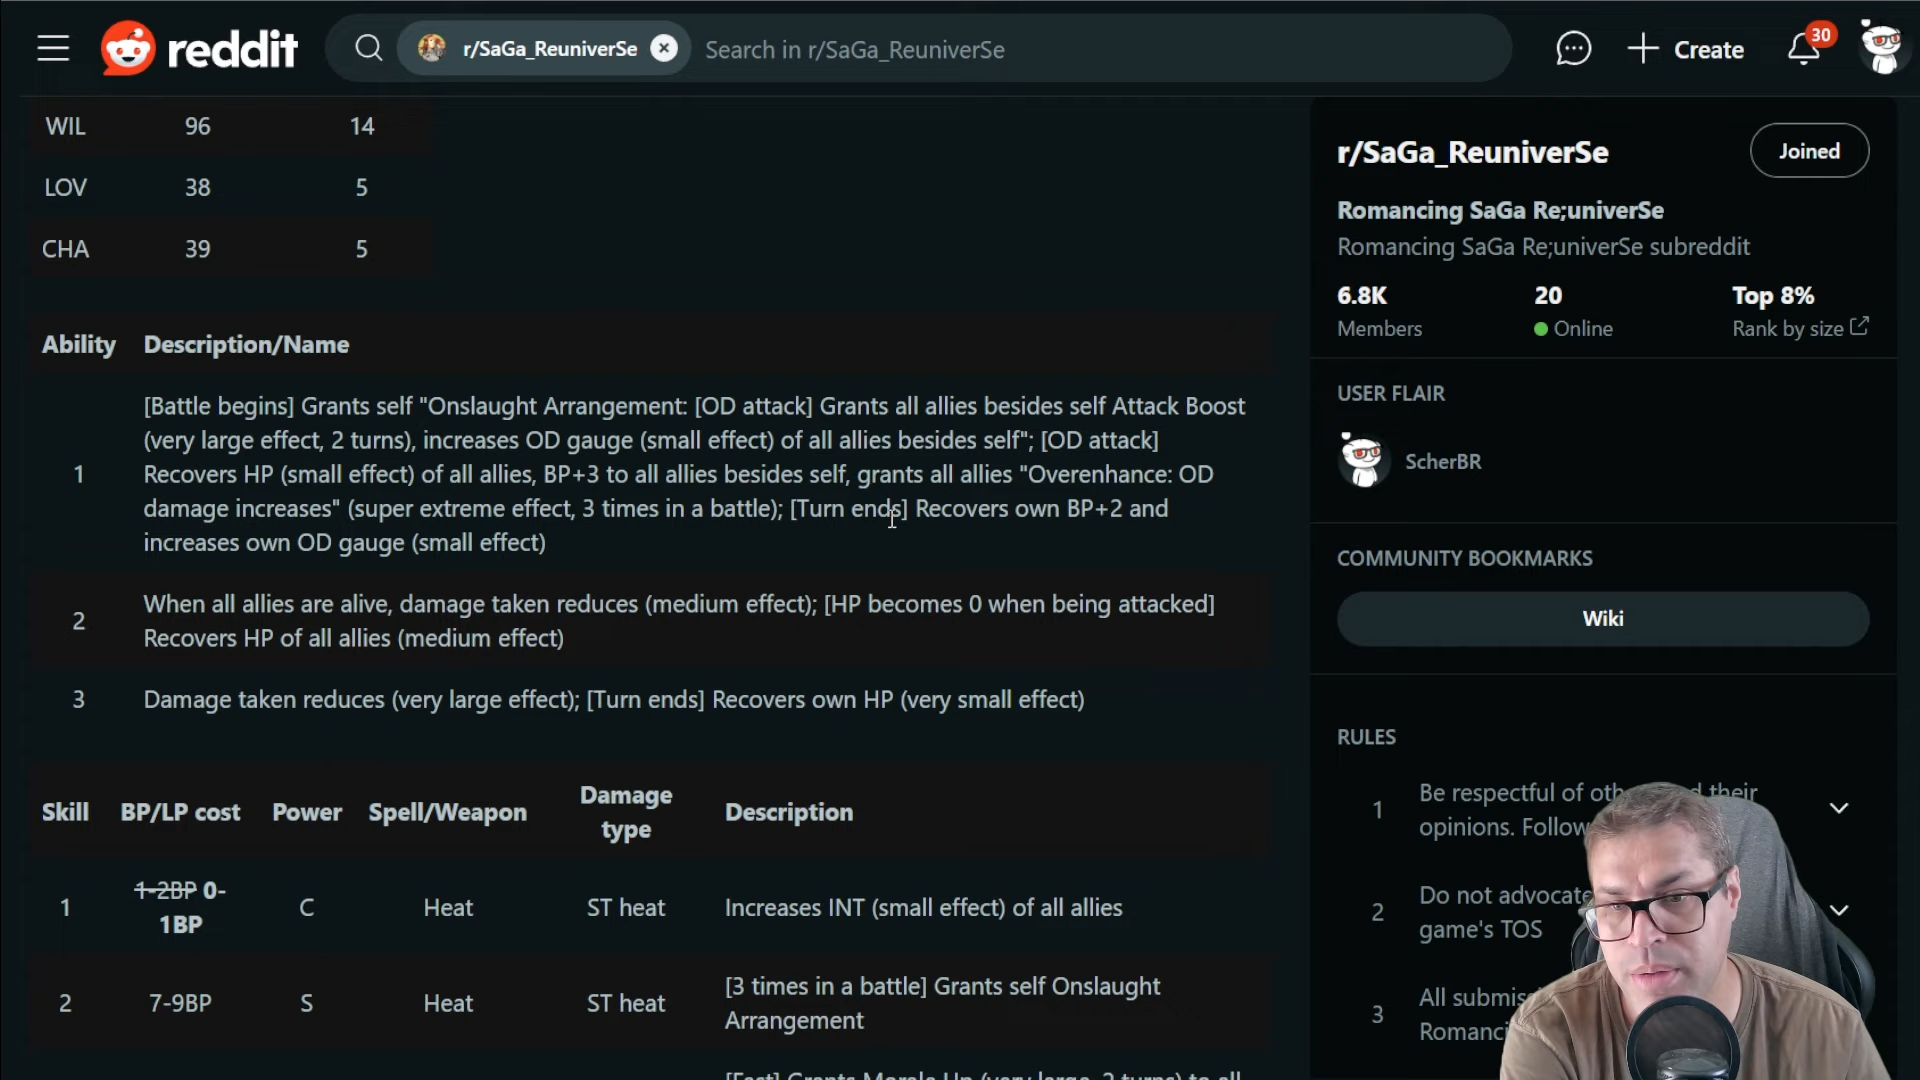 reddit
r/SaGa_ReuniverSe
Search in r/SaGa_ReuniverSe
Create
30
WIL 96 14
LOV 38 5
CHA 39 5
Ability Description/Name
1 [Battle begins] Grants self "Onslaught Arrangement: [OD attack] Grants all allies besides self Attack Boost
(very large effect, 2 turns), increases OD gauge (small effect) of all allies besides self"; [OD attack]
Recovers HP (small effect) of all allies, BP+3 to all allies besides self, grants all allies "Overenhance: OD
damage increases" (super extreme effect, 3 times in a battle); [Turn ends] Recovers own BP+2 and
increases own OD gauge (small effect)
2 When all allies are alive, damage taken reduces (medium effect); [HP becomes 0 when being attacked]
Recovers HP of all allies (medium effect)
3 Damage taken reduces (very large effect); [Turn ends] Recovers own HP (very small effect)
Skill BP/LP cost Power Spell/Weapon Damage type Description
1 1-2BP 0-
1BP C Heat ST heat Increases INT (small effect) of all allies
2 7-9BP S Heat ST heat [3 times in a battle] Grants self Onslaught
Arrangement
[Fast] Grants Morale Up (very large, 2 turns) to all
r/SaGa_ReuniverSe
Joined
Romancing SaGa Re;univerSe
Romancing SaGa Re;univerSe subreddit
6.8K 20 Top 8%
Members Online Rank by size
USER FLAIR
ScherBR
COMMUNITY BOOKMARKS
Wiki
RULES
1 Be respectful of their
opinions. Follow
2 Do not advocate
game's TOS
3 All